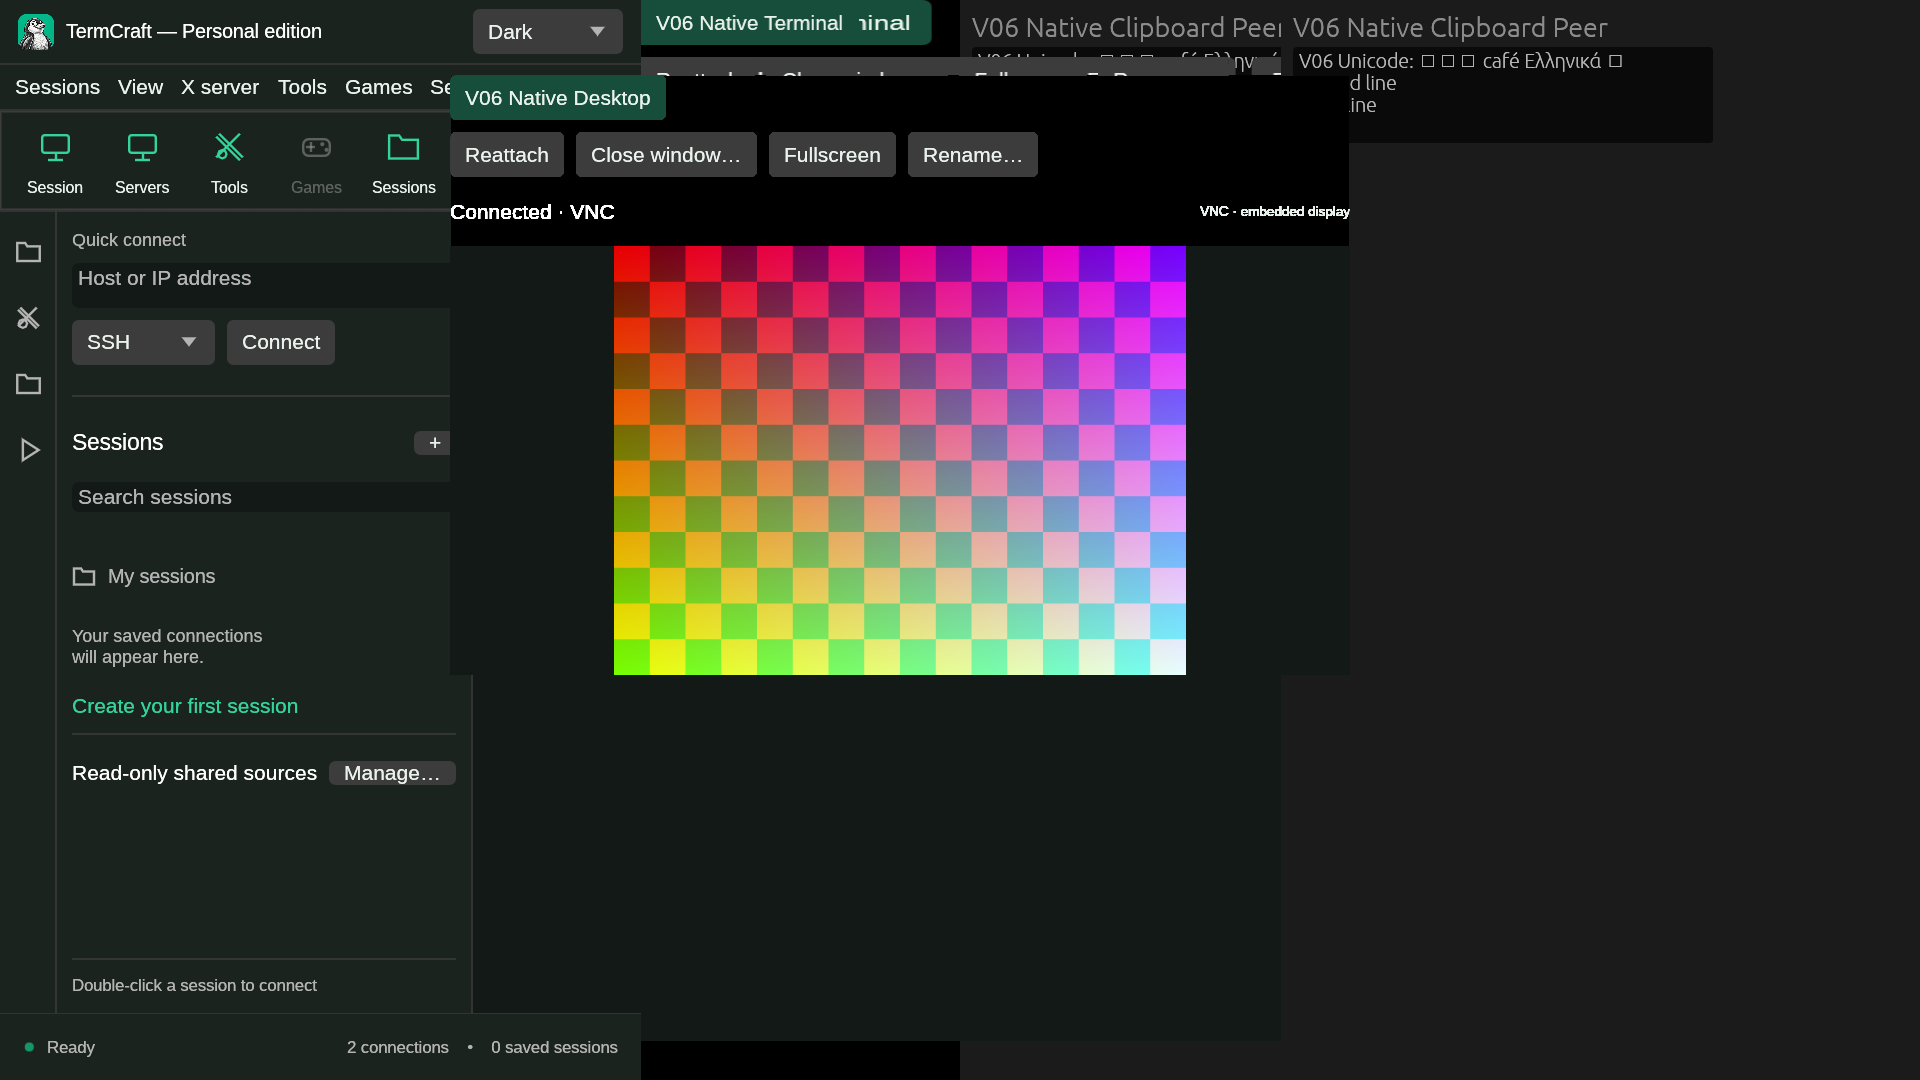 TermCraft — Personal edition
Dark
Sessions View X server Tools Games
Session Servers Tools Games Sessions
Quick connect
Host or IP address
SSH
Connect
Sessions
+
Search sessions
My sessions
Your saved connections
will appear here.
Create your first session
Read-only shared sources
Manage…
Double-click a session to connect
Ready
2 connections • 0 saved sessions
V06 Native Terminal
V06 Native Desktop
Reattach
Close window…
Fullscreen
Rename…
Connected · VNC
VNC - embedded display
V06 Native Clipboard Peer
V06 Native Clipboard Peer
V06 Unicode: café Ελληνικά
line
line